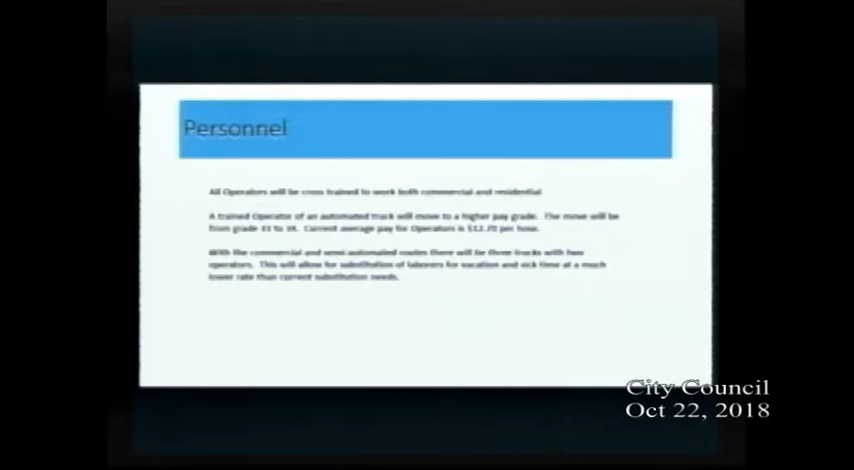 Personnel
All Operators will be cross trained to work both commercial and residential
A trained Operator of an automated truck will move to a higher pay grade. The move will be
from grade to Current average pay for Operators is per hour.
With the commercial and semi-automated routes there will be three trucks with two
operators. This will allow for substitution of laborers for vacation and sick time at a much
lower rate than current substitution needs.
City Council
Oct 22, 2018